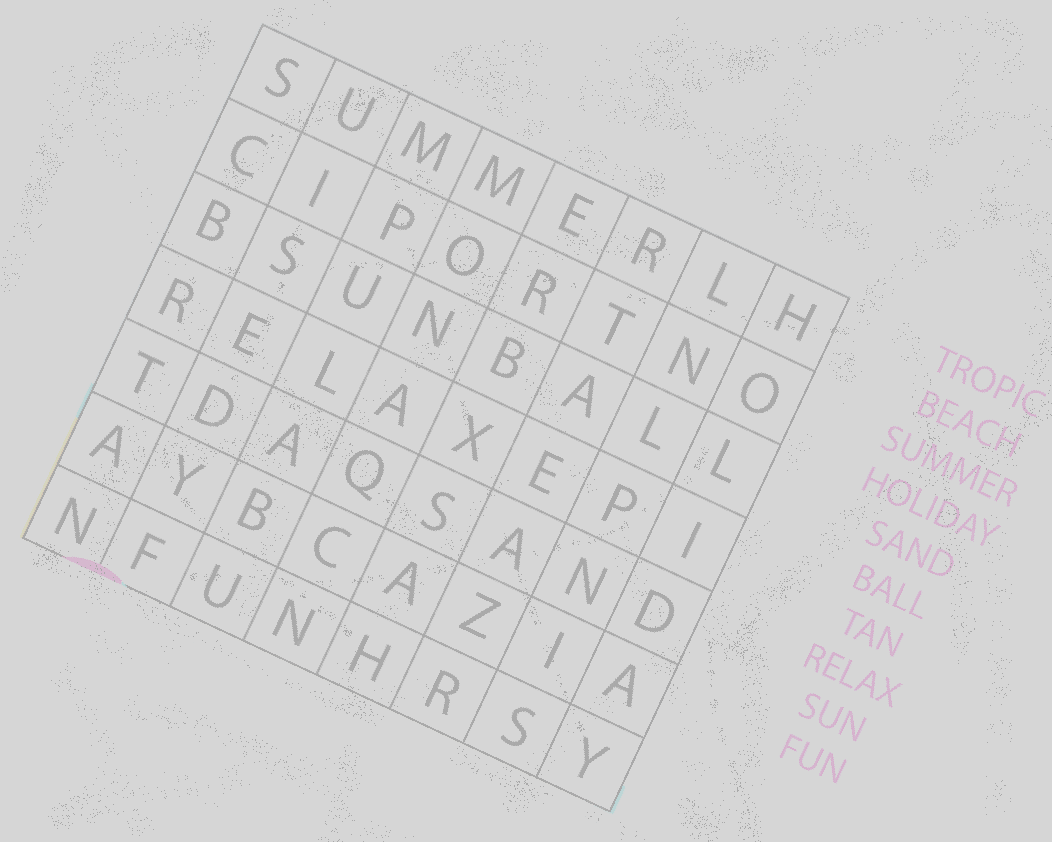 S U M M E R L H
C I P O R T N O
B S U N B A L L
R E L A X E P I
T D A Q S A N D
A Y B C A Z I A
N F U N H R S Y
TROPIC
BEACH
SUMMER
HOLIDAY
SAND
BALL
TAN
RELAX
SUN
FUN